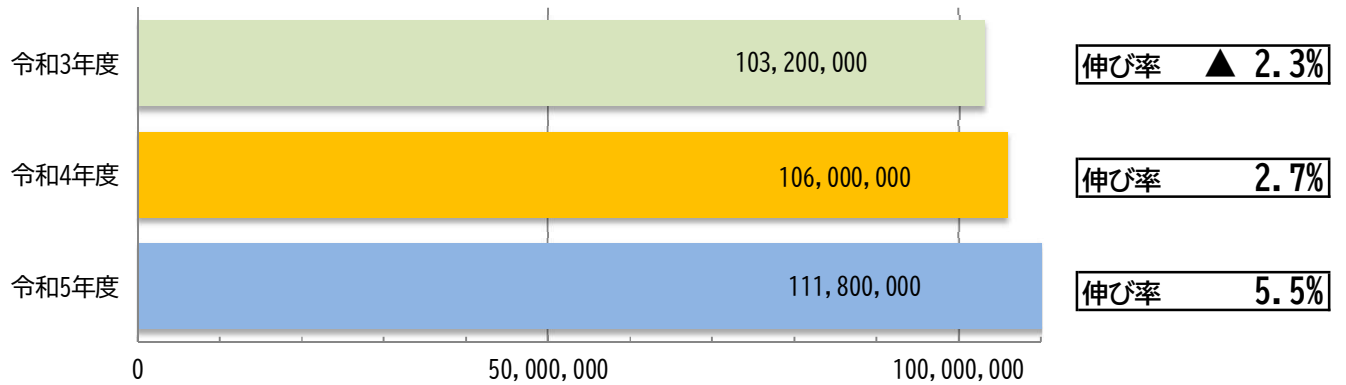 令和3年度 103,200,000 伸び率 ▲ 2.3%
令和4年度 106,000,000 伸び率 2.7%
令和5年度 111,800,000 伸び率 5.5%
0 50,000,000 100,000,000